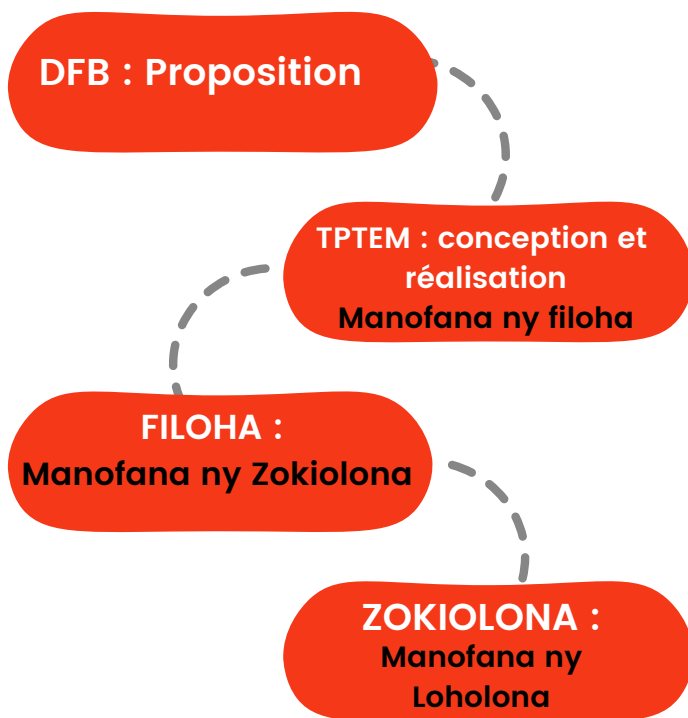 DFB : Proposition
TPTEM : conception et
réalisation
Manofana ny filoha
FILOHA :
Manofana ny Zokiolona
ZOKIOLONA :
Manofana ny
Loholona